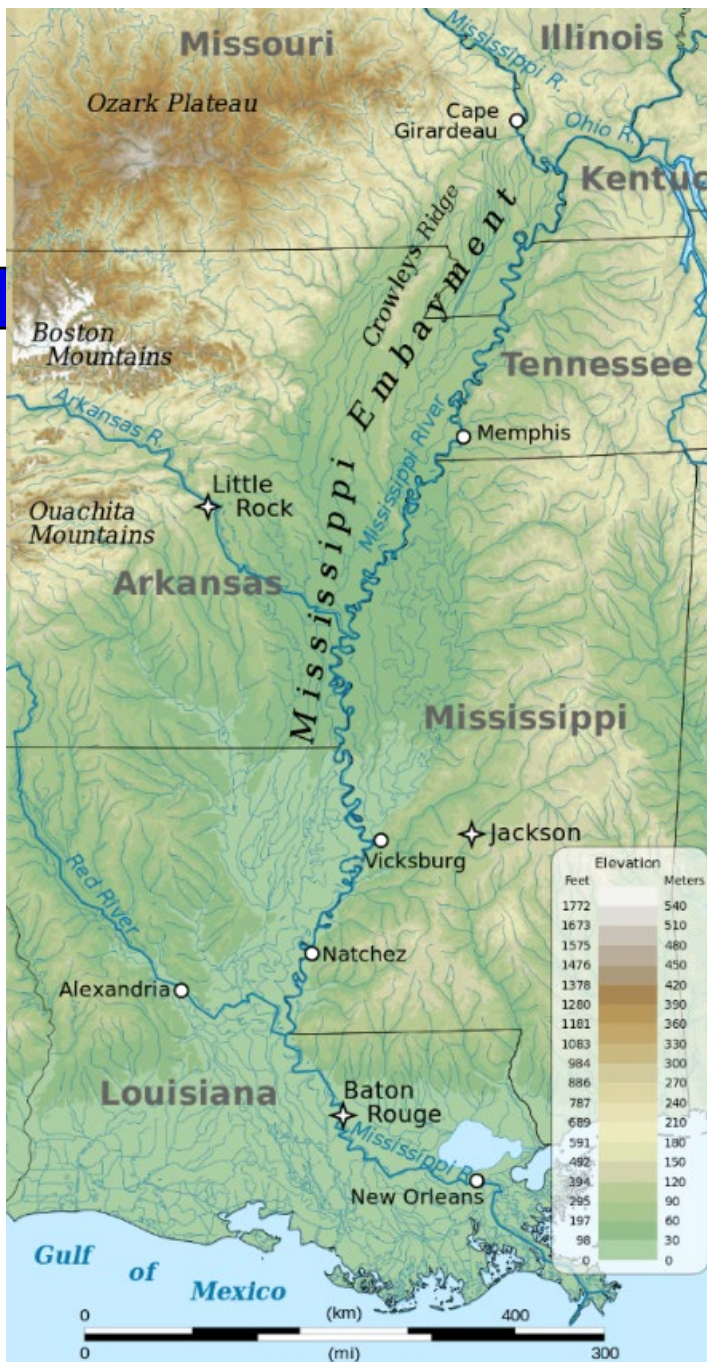 Missouri
Mississippi R.
Illinois
Ozark Plateau
Cape
Girardeau
Ohio R.
Kentuc
Crowleys Ridge
Mississippi Embayment
Boston
Mountains
Tennessee
Arkansas R.
Mississippi River
Memphis
Little
Rock
Ouachita
Mountains
Arkansas
Mississippi
Jackson
Vicksburg
Red River
Natchez
Alexandria
Louisiana
Baton
Rouge
Mississippi R.
New Orleans
Gulf of Mexico
Elevation
Feet Meters
1772 540
1673 510
1575 480
1476 450
1378 420
1280 390
1181 360
1083 330
984 300
886 270
787 240
689 210
591 180
492 150
394 120
295 90
197 60
98 30
0 0
0 (km) 400
0 (mi) 300